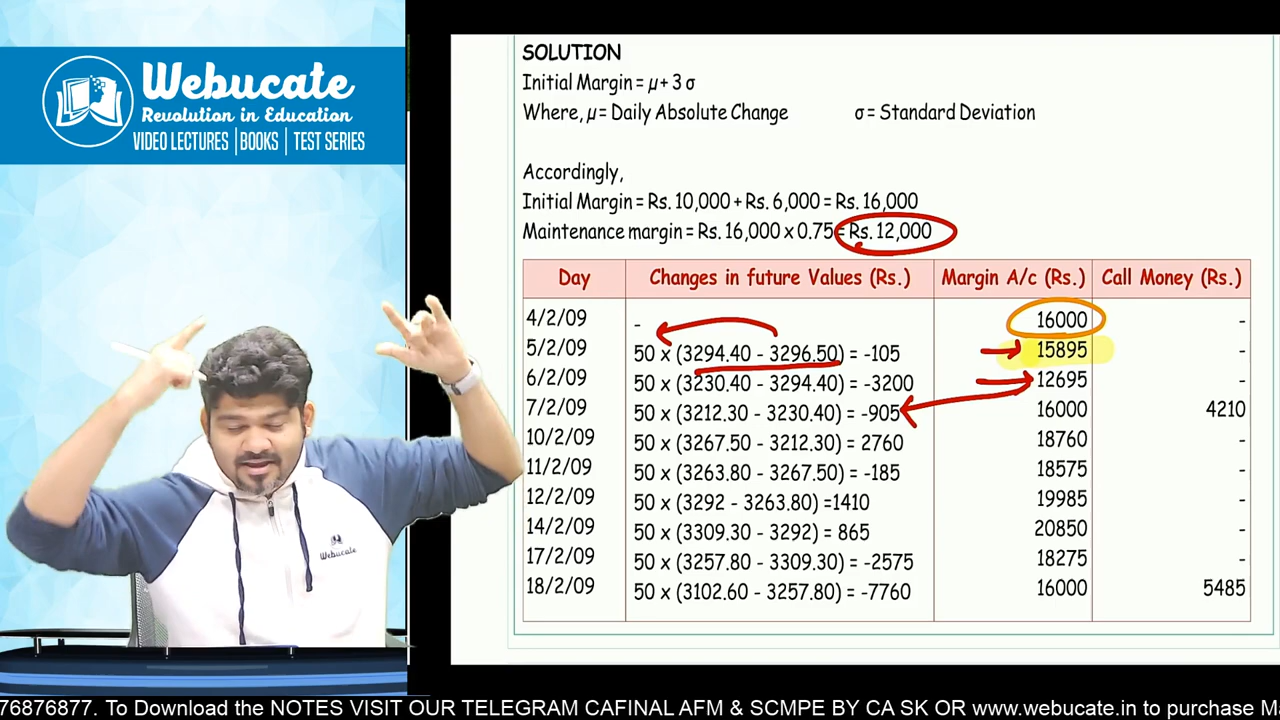 Webucate
Revolution in Education
VIDEO LECTURES | BOOKS | TEST SERIES
Webucate
SOLUTION
Initial Margin = µ + 3 σ
Where, µ = Daily Absolute Change σ = Standard Deviation
Accordingly,
Initial Margin = Rs. 10,000 + Rs. 6,000 = Rs. 16,000
Maintenance margin = Rs. 16,000 x 0.75 = Rs. 12,000
Day Changes in future Values (Rs.) Margin A/c (Rs.) Call Money (Rs.)
4/2/09 - 16000 -
5/2/09 50 x (3294.40 - 3296.50) = -105 15895 -
6/2/09 50 x (3230.40 - 3294.40) = -3200 12695 -
7/2/09 50 x (3212.30 - 3230.40) = -905 16000 4210
10/2/09 50 x (3267.50 - 3212.30) = 2760 18760 -
11/2/09 50 x (3263.80 - 3267.50) = -185 18575 -
12/2/09 50 x (3292 - 3263.80) =1410 19985 -
14/2/09 50 x (3309.30 - 3292) = 865 20850 -
17/2/09 50 x (3257.80 - 3309.30) = -2575 18275 -
18/2/09 50 x (3102.60 - 3257.80) = -7760 16000 5485
76876877. To Download the NOTES VISIT OUR TELEGRAM CAFINAL AFM & SCMPE BY CA SK OR www.webucate.in to purchase M